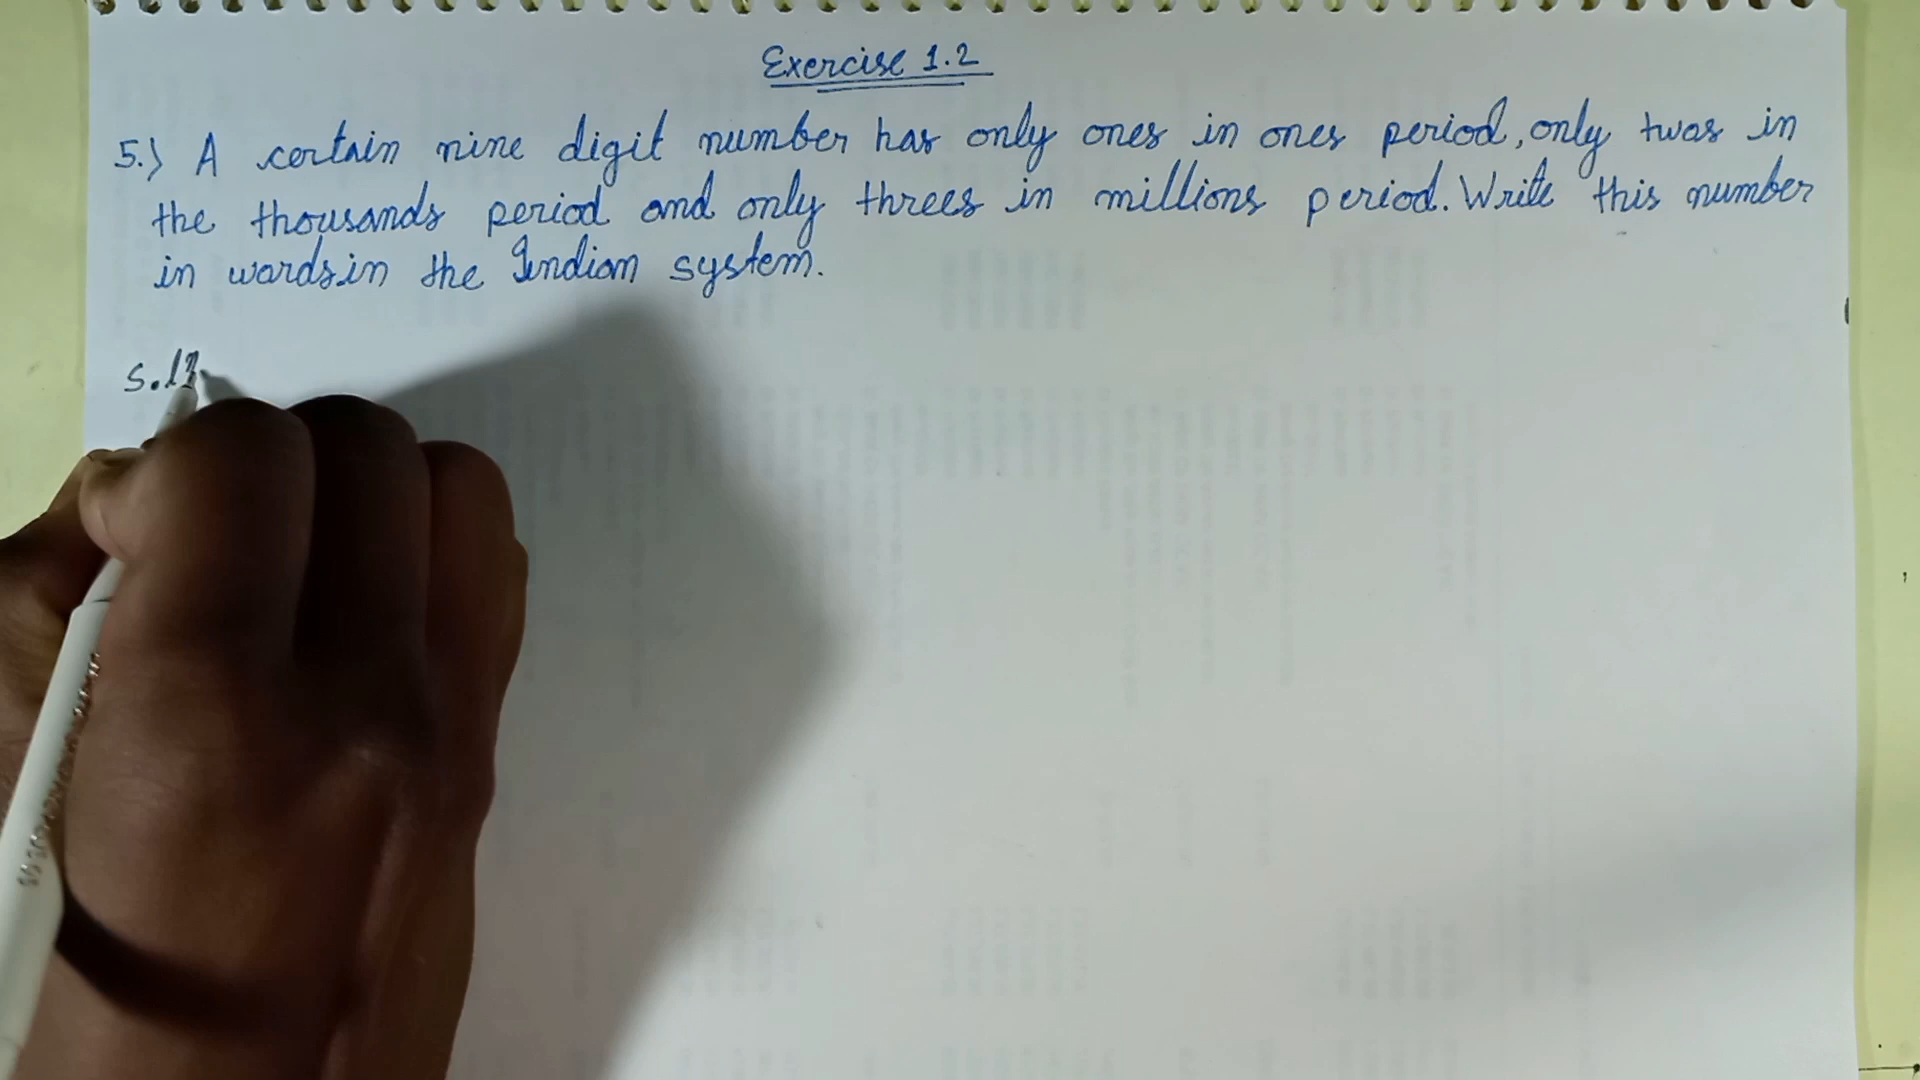 Exercise 1.2
5.) A certain nine digit number has only ones in ones period, only twos in
the thousands period and only threes in millions period. Write this number
in words in the Indian system.